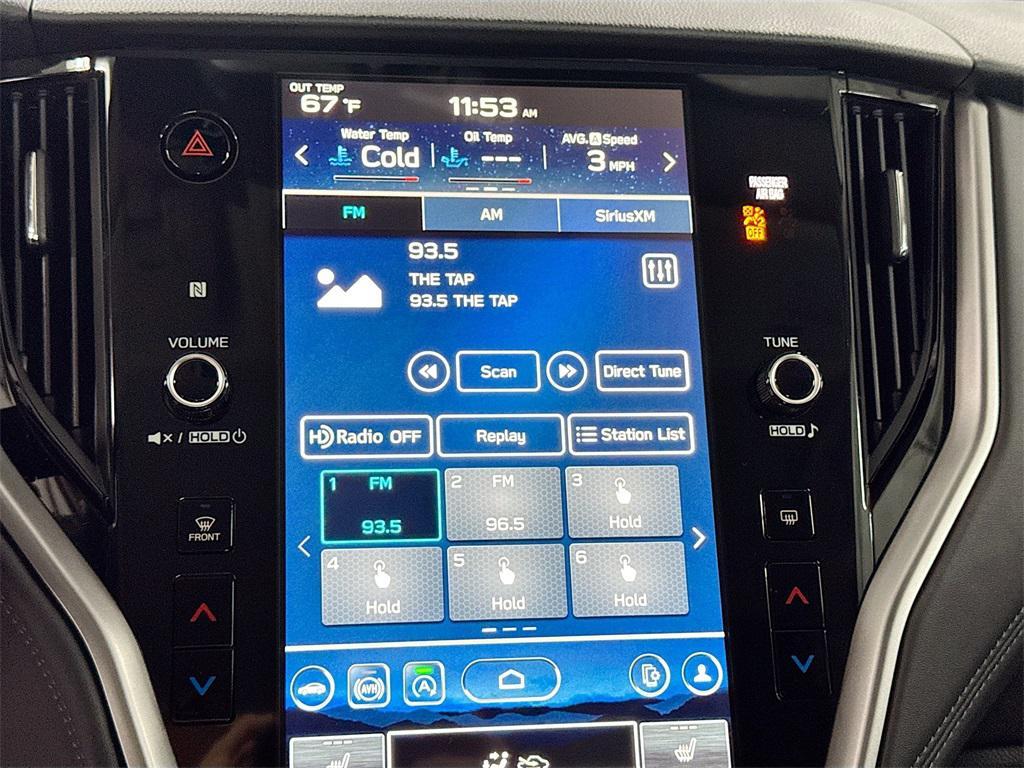 OUT TEMP
67 °F
11:53 AM
Water Temp
Cold
Oil Temp
---
AVG. A Speed
3 MPH
FM
AM
SiriusXM
PASSENGER
AIR BAG
OFF
93.5
THE TAP
93.5 THE TAP
VOLUME
TUNE
Scan
Direct Tune
/ HOLD
HOLD
HD Radio OFF
Replay
Station List
1 FM
93.5
2 FM
96.5
3
Hold
FRONT
4
Hold
5
Hold
6
Hold
AVH
A